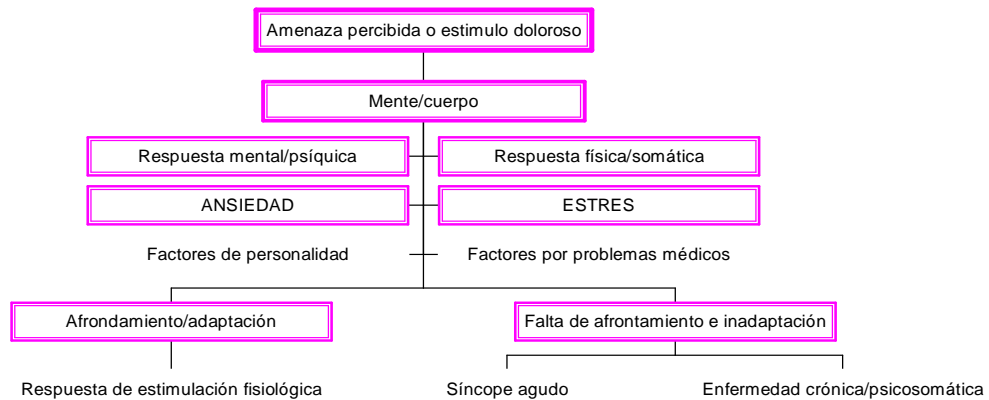 Amenaza percibida o estimulo doloroso
Mente/cuerpo
Respuesta mental/psíquica
Respuesta física/somática
ANSIEDAD
ESTRES
Factores de personalidad
Factores por problemas médicos
Afrondamiento/adaptación
Falta de afrontamiento e inadaptación
Respuesta de estimulación fisiológica
Síncope agudo
Enfermedad crónica/psicosomática